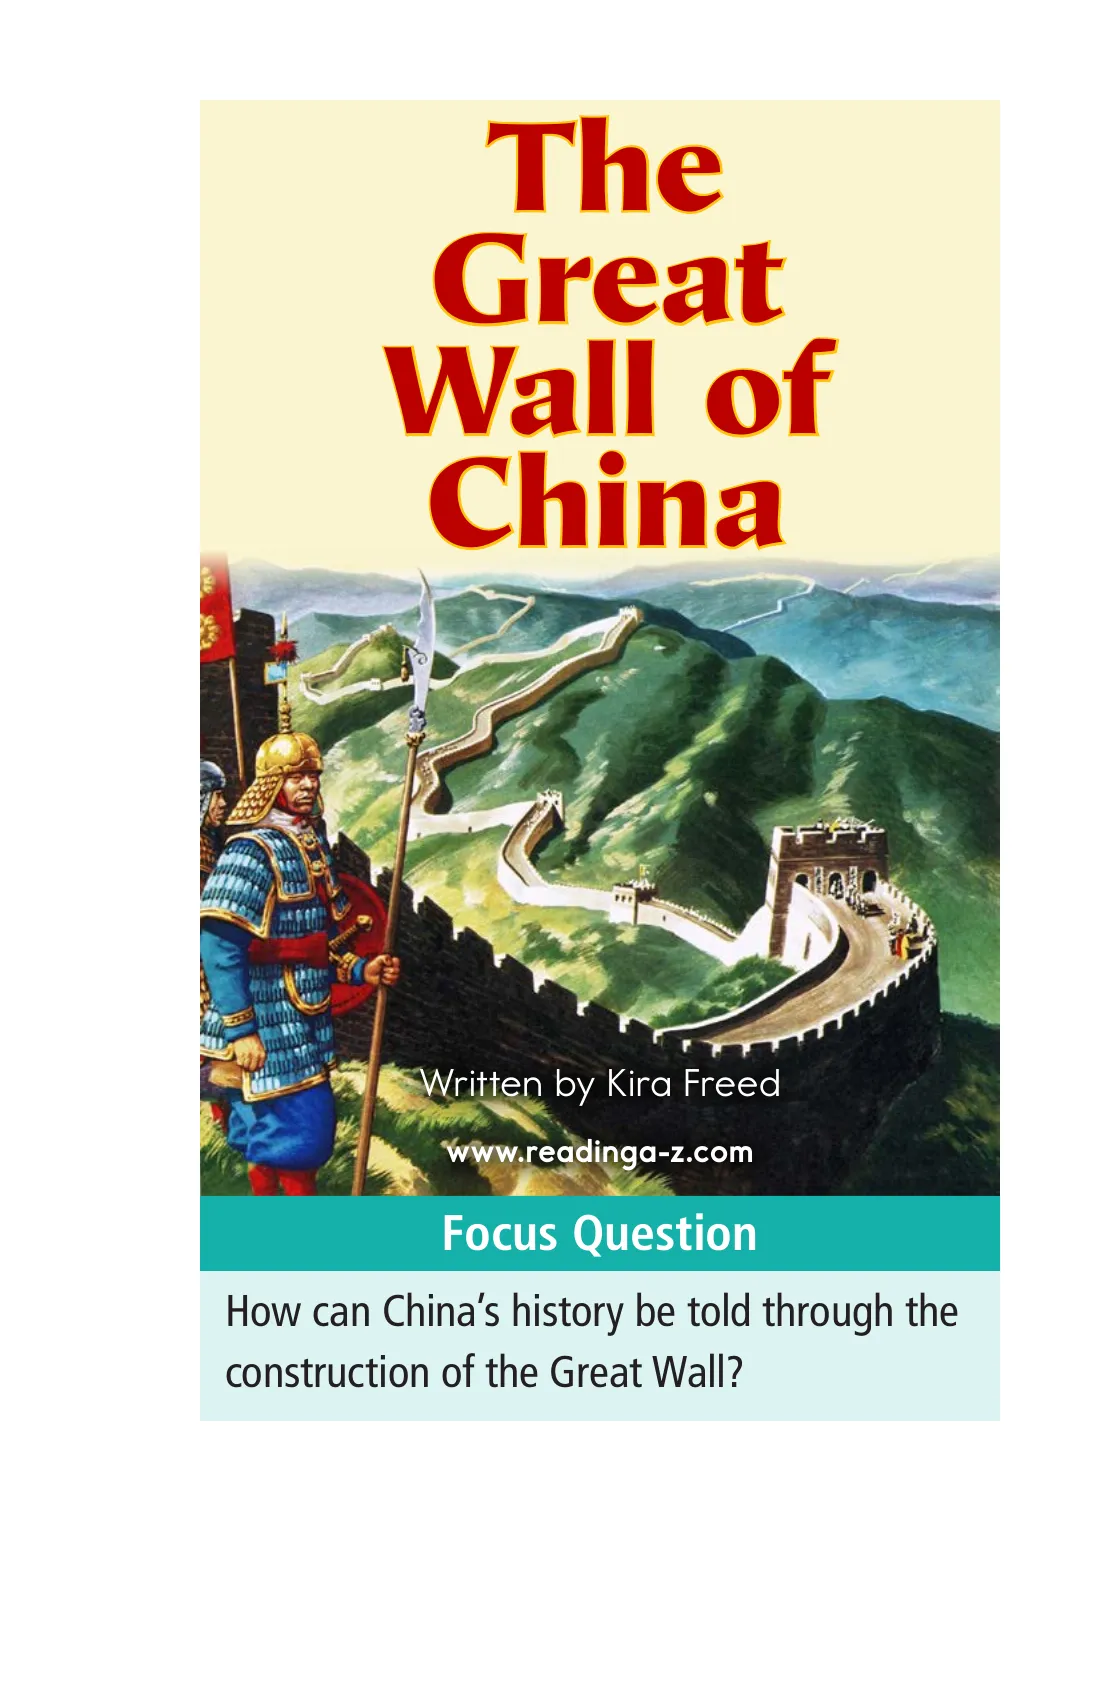 The
Great
Wall of
China
Written by Kira Freed
www.readinga-z.com
Focus Question
How can China's history be told through the
construction of the Great Wall?